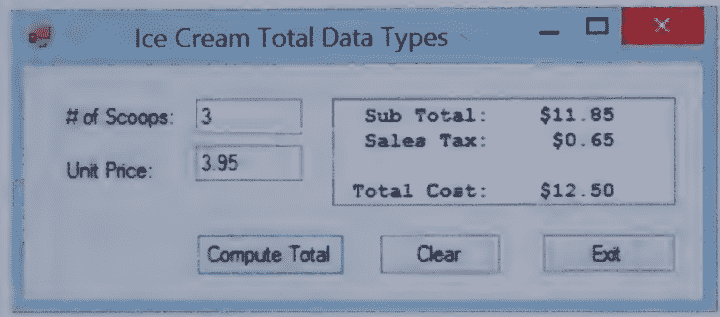 Ice Cream Total Data Types
# of Scoops: 3
Unit Price: 3.95
Sub Total: $11.85
Sales Tax: $0.65
Total Cost: $12.50
Compute Total Clear Exit